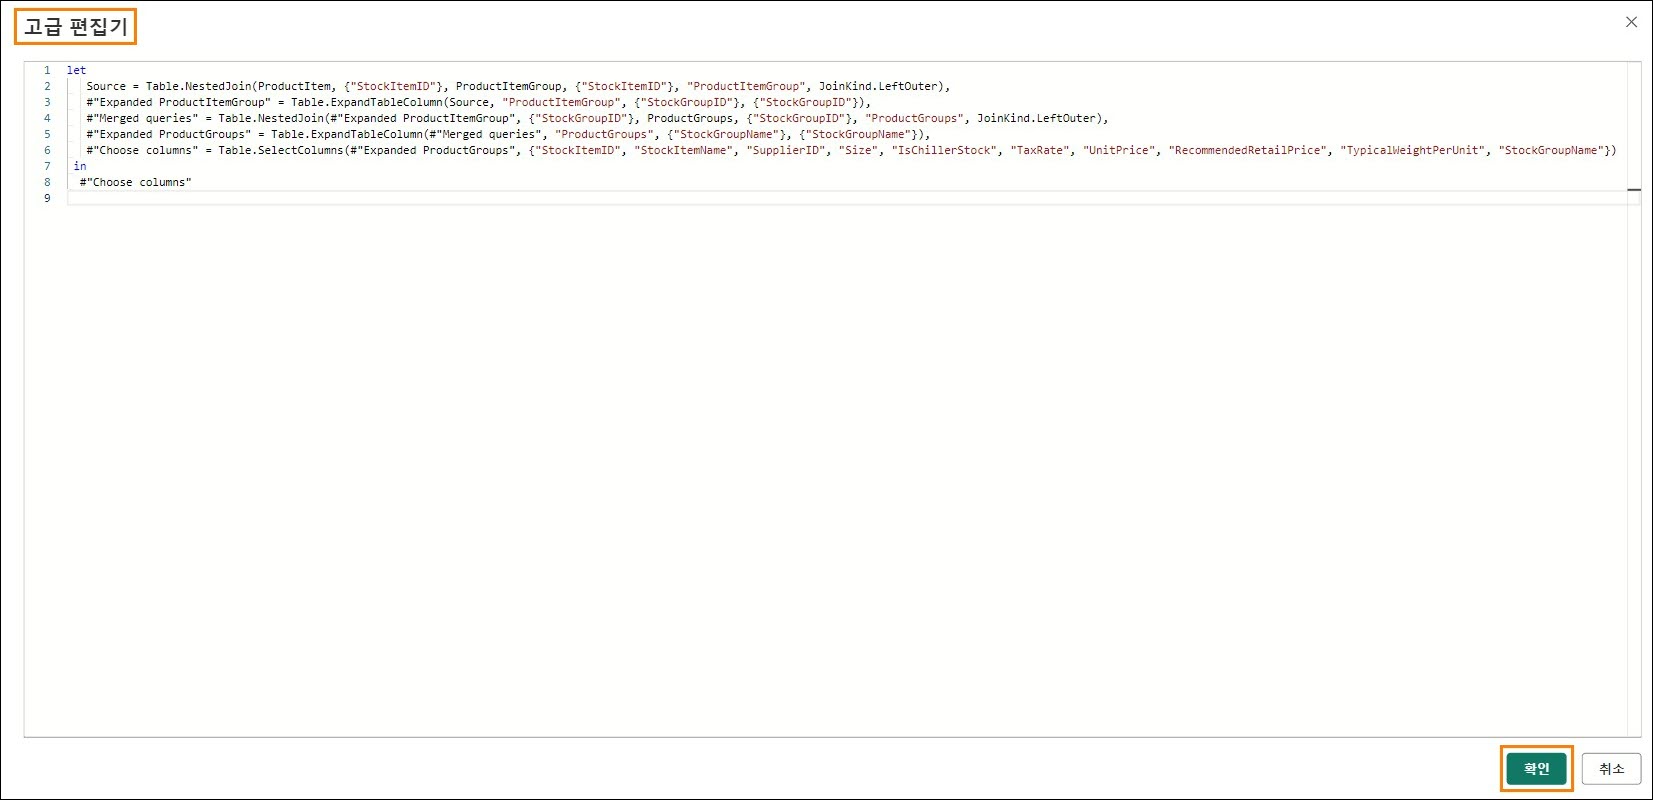 고급 편집기
1 let
2 Source = Table.NestedJoin(ProductItem, {"StockItemID"}, ProductItemGroup, {"StockItemID"}, "ProductItemGroup", JoinKind.LeftOuter),
3 #"Expanded ProductItemGroup" = Table.ExpandTableColumn(Source, "ProductItemGroup", {"StockGroupID"}, {"StockGroupID"}),
4 #"Merged queries" = Table.NestedJoin(#"Expanded ProductItemGroup", {"StockGroupID"}, ProductGroups, {"StockGroupID"}, "ProductGroups", JoinKind.LeftOuter),
5 #"Expanded ProductGroups" = Table.ExpandTableColumn(#"Merged queries", "ProductGroups", {"StockGroupName"}, {"StockGroupName"}),
6 #"Choose columns" = Table.SelectColumns(#"Expanded ProductGroups", {"StockItemID", "StockItemName", "SupplierID", "Size", "IsChillerStock", "TaxRate", "UnitPrice", "RecommendedRetailPrice", "TypicalWeightPerUnit", "StockGroupName"})
7 in
8 #"Choose columns"
9
확인 취소